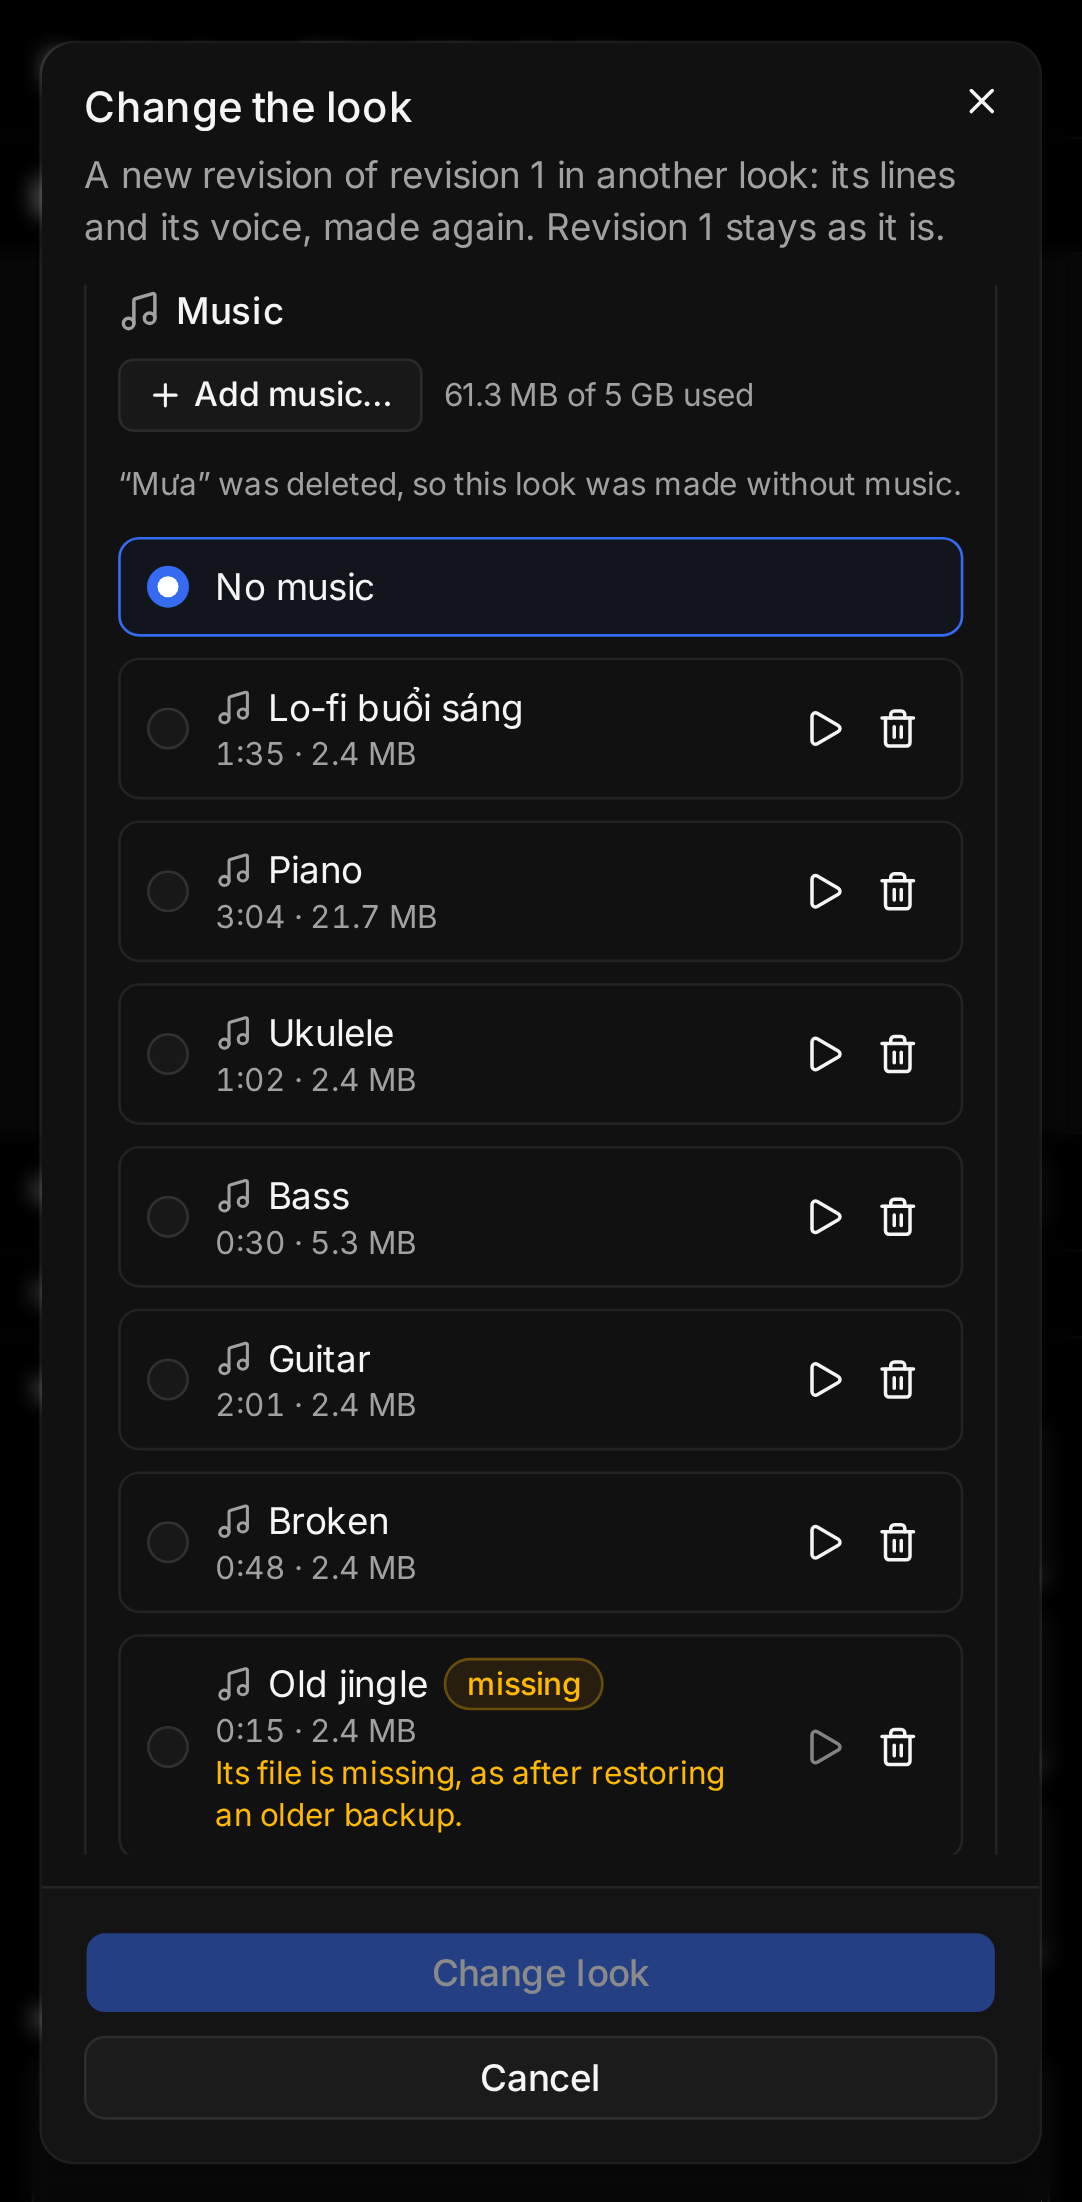 Change the look
A new revision of revision 1 in another look: its lines
and its voice, made again. Revision 1 stays as it is.
Music
Add music...
61.3 MB of 5 GB used
“Mưa” was deleted, so this look was made without music.
No music
Lo-fi buổi sáng
1:35 · 2.4 MB
Piano
3:04 · 21.7 MB
Ukulele
1:02 · 2.4 MB
Bass
0:30 · 5.3 MB
Guitar
2:01 · 2.4 MB
Broken
0:48 · 2.4 MB
Old jingle missing
0:15 · 2.4 MB
Its file is missing, as after restoring
an older backup.
Change look
Cancel